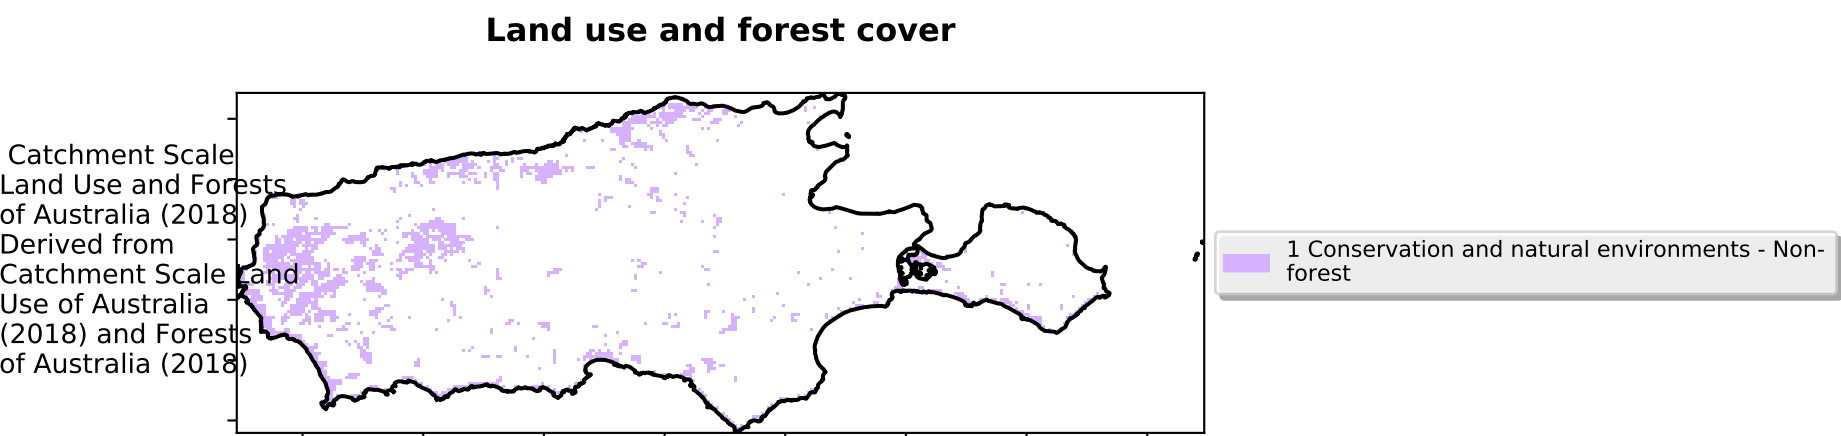 Land use and forest cover
Catchment Scale
Land Use and Forests
of Australia (2018)
Derived from
Catchment Scale Land
Use of Australia
(2018) and Forests
of Australia (2018)
1 Conservation and natural environments - Non-
forest